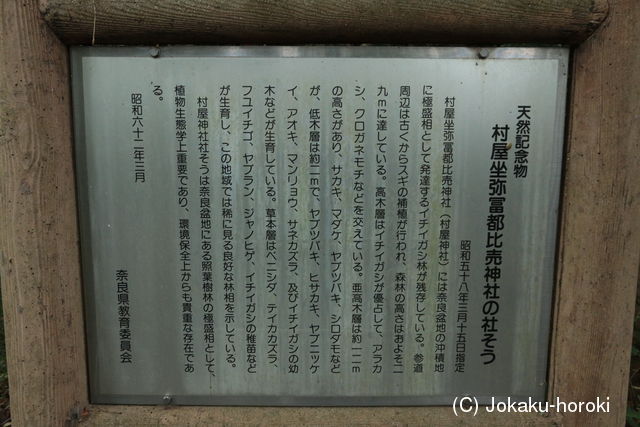 天然記念物
村屋坐弥冨都比売神社の社そう
昭和五十八年三月十五日指定
村屋坐弥冨都比売神社（村屋神社）には奈良盆地の沖積地
に極盛相として発達するイチイガシ林が残存している。参道
周辺は古くからスギの補植が行われ、森林の高さはおよそ二
九ｍに達している。高木層はイチイガシが優占して、アラカ
シ、クロガネモチなどを交えている。亜高木層は約一二ｍ
の高さがあり、サカキ、マダケ、ヤブツバキ、シロダモなど
が、低木層は約二ｍで、ヤブツバキ、ヒサカキ、ヤブニッケ
イ、アオキ、マンリョウ、サネカズラ、及びイチイガシの幼
木などが生育している。草本層はベニシダ、テイカカズラ、
フユイチゴ、ヤブラン、ジャノヒゲ、イチイガシの稚苗など
が生育し、この地域では稀に見る良好な林相を示している。
村屋神社社そうは奈良盆地にある照葉樹林の極盛相として、
植物生態学上重要であり、環境保全上からも貴重な存在であ
る。
昭和六十二年三月
奈良県教育委員会
(C) Jokaku-horoki